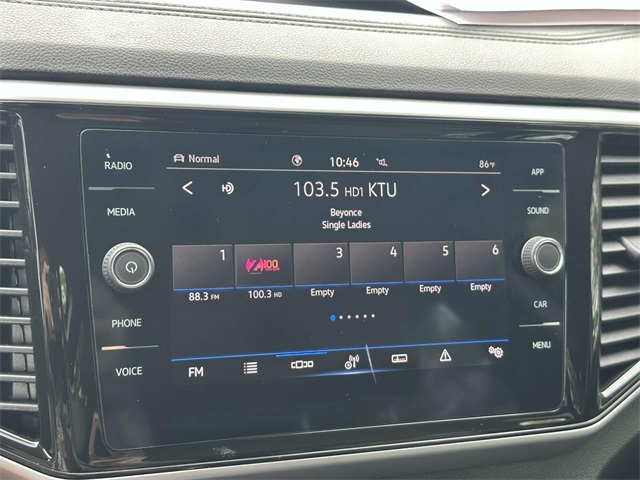 RADIO
MEDIA
PHONE
VOICE
Normal
10:46
86°F
103.5 HD1 KTU
Beyonce
Single Ladies
1
Z100
3
4
5
6
88.3 FM
100.3 HD
Empty
Empty
Empty
Empty
FM
APP
SOUND
CAR
MENU